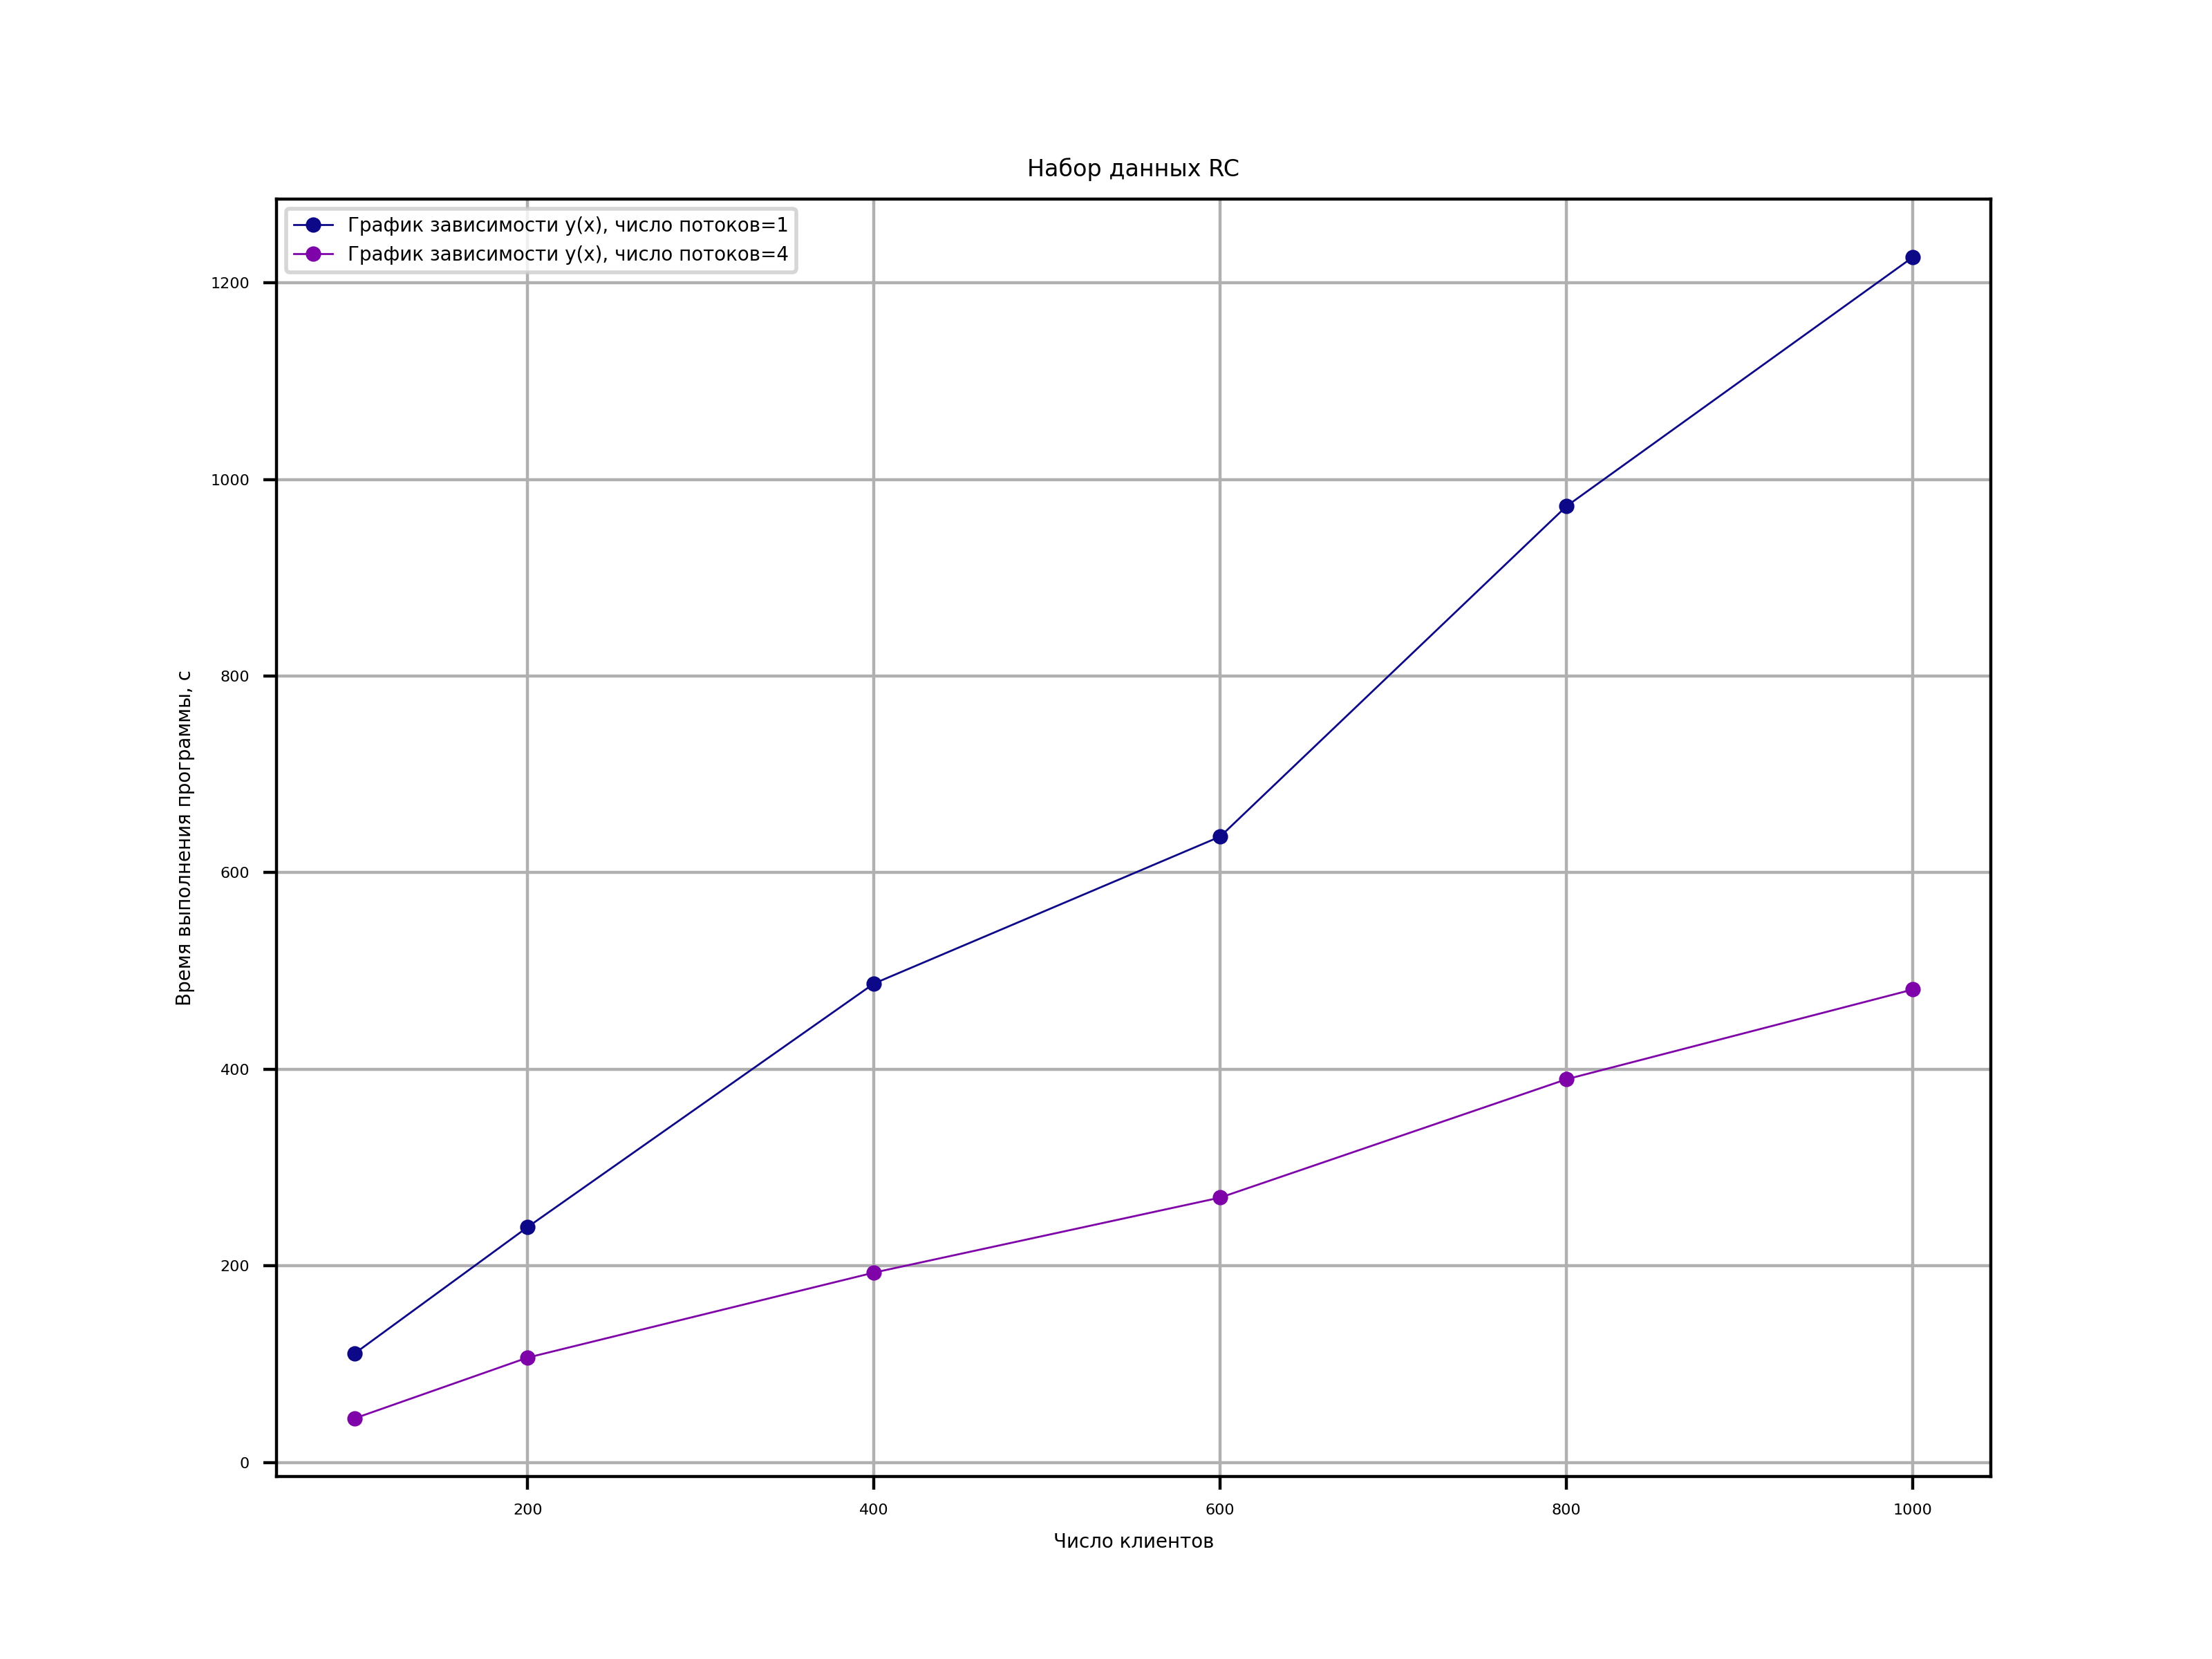 Набор данных RC
График зависимости y(x), число потоков=1
График зависимости y(x), число потоков=4
1200
1000
800
600
400
200
0
Время выполнения программы, с
200
400
600
800
1000
Число клиентов